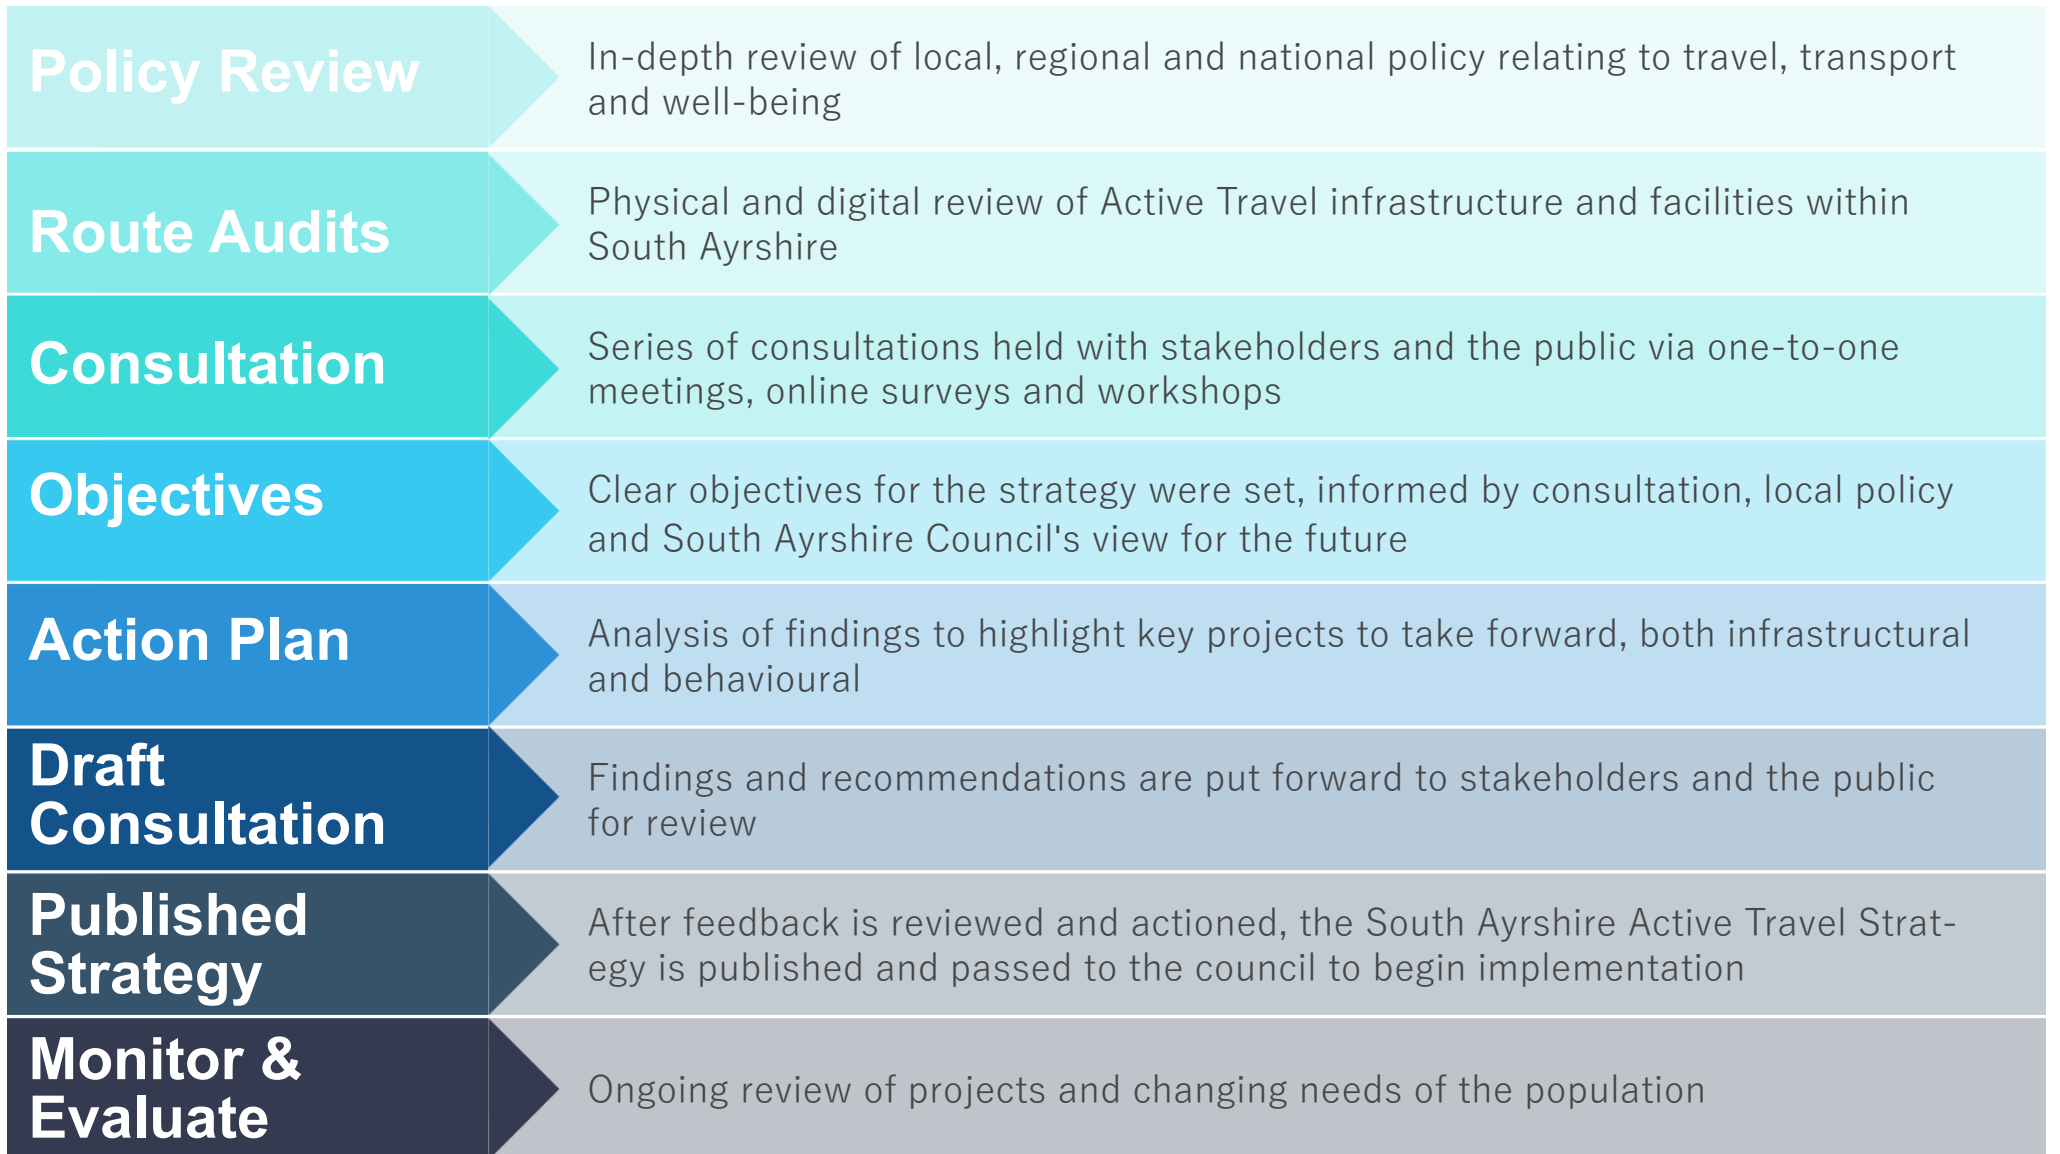 Policy Review
In-depth review of local, regional and national policy relating to travel, transport
and well-being
Route Audits
Physical and digital review of Active Travel infrastructure and facilities within
South Ayrshire
Consultation
Series of consultations held with stakeholders and the public via one-to-one
meetings, online surveys and workshops
Objectives
Clear objectives for the strategy were set, informed by consultation, local policy
and South Ayrshire Council's view for the future
Action Plan
Analysis of findings to highlight key projects to take forward, both infrastructural
and behavioural
Draft
Consultation
Findings and recommendations are put forward to stakeholders and the public
for review
Published
Strategy
After feedback is reviewed and actioned, the South Ayrshire Active Travel Strat-
egy is published and passed to the council to begin implementation
Monitor &
Evaluate
Ongoing review of projects and changing needs of the population